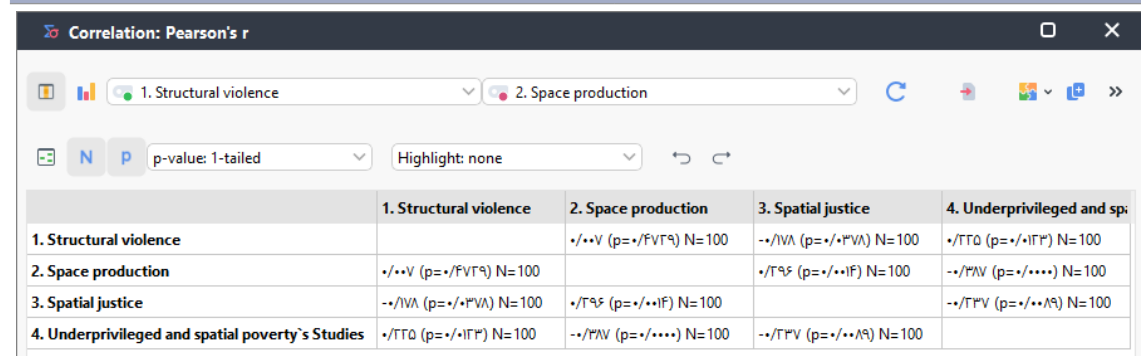 Correlation: Pearson's r
1. Structural violence 2. Space production
N p p-value: 1-tailed Highlight: none
1. Structural violence 2. Space production 3. Spatial justice 4. Underprivileged and spa
1. Structural violence ۰/۰۰۷ (p=۰/۴۷۲۹) N=100 -۰/۱۷۸ (p=۰/۰۳۷۸) N=100 ۰/۲۲۵ (p=۰/۰۱۲۳) N=100
2. Space production ۰/۰۰۷ (p=۰/۴۷۲۹) N=100 ۰/۲۹۶ (p=۰/۰۰۱۴) N=100 -۰/۳۸۷ (p=۰/۰۰۰۰) N=100
3. Spatial justice -۰/۱۷۸ (p=۰/۰۳۷۸) N=100 ۰/۲۹۶ (p=۰/۰۰۱۴) N=100 -۰/۲۳۷ (p=۰/۰۰۸۹) N=100
4. Underprivileged and spatial poverty`s Studies ۰/۲۲۵ (p=۰/۰۱۲۳) N=100 -۰/۳۸۷ (p=۰/۰۰۰۰) N=100 -۰/۲۳۷ (p=۰/۰۰۸۹) N=100